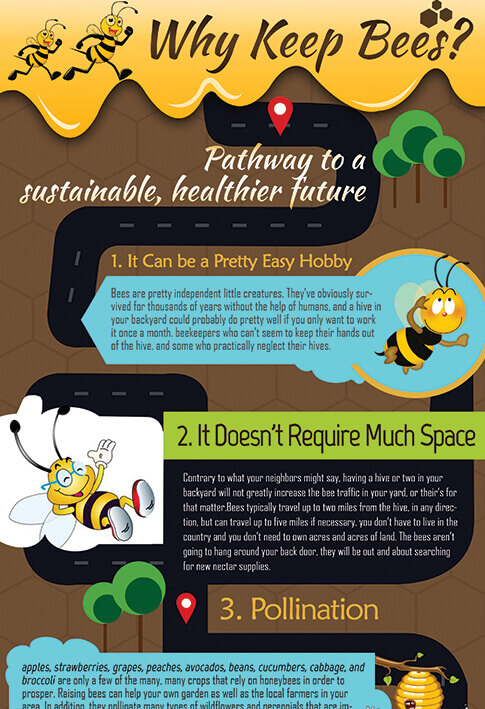 Why Keep Bees?
Pathway to a
sustainable, healthier future
1. It Can be a Pretty Easy Hobby
Bees are pretty independent little creatures. They've obviously sur-
vived for thousands of years without the help of humans, and a hive in
your backyard could probably do pretty well if you only want to work
it once a month. beekeepers who can't seem to keep their hands out
of the hive, and some who practically neglect their hives.
2. It Doesn't Require Much Space
Contrary to what your neighbors might say, having a hive or two in your
backyard will not greatly increase the bee traffic in your yard, or their's for
that matter.Bees typically travel up to two miles from the hive, in any direc-
tion, but can travel up to five miles if necessary. you don't have to live in the
country and you don't need to own acres and acres of land. The bees aren't
going to hang around your back door, they will be out and about searching
for new nectar supplies.
3. Pollination
apples, strawberries, grapes, peaches, avocados, beans, cucumbers, cabbage, and
broccoli are only a few of the many, many crops that rely on honeybees in order to
prosper. Raising bees can help your own garden as well as the local farmers in your
area. In addition, they pollinate many types of wildflowers and perennials that are im-